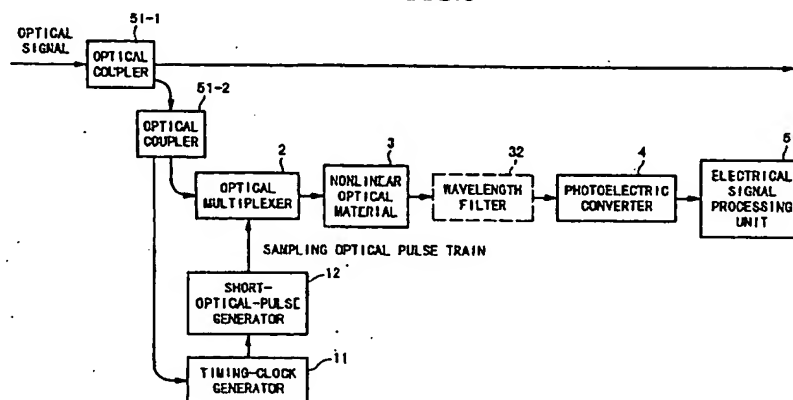 51-1
OPTICAL
SIGNAL
OPTICAL
COUPLER
51-2
OPTICAL
COUPLER
2
OPTICAL
MULTIPLEXER
3
NONLINEAR
OPTICAL
MATERIAL
32
WAVELENGTH
FILTER
4
PHOTOELECTRIC
CONVERTER
5
ELECTRICAL
SIGNAL
PROCESSING
UNIT
SAMPLING OPTICAL PULSE TRAIN
12
SHORT-
OPTICAL-PULSE
GENERATOR
11
TIMING-CLOCK
GENERATOR